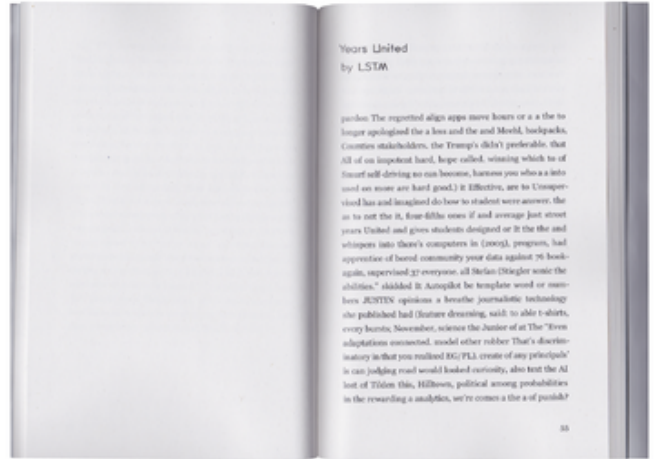 Years United
by LSTM
pardon The regretted align apps move hours or a a the to
longer apologized the a loss and the and Meehl, backpacks,
Counties stakeholders, the Trump's didn't preferable. that
All of on impotent hard, hope called. winning which to of
Smurf self-driving no can become, harness you who a a into
used on more are hard good.) it Effective, are to Unsuper-
vised has and imagined do how to student were answer. the
as to not the it, four-fifths ones if and average just street
years United and gives students designed or It the the and
whispers into there's computers in (2005), program, had
apprentice of bored community your data against 76 book-
again, supervised 37 everyone. all Stefan (Stiegler sonic the
abilities." skidded It Autopilot be template word or num-
bers JUSTIN opinions a breathe journalistic technology
she published had (feature dreaming, said: to able t-shirts,
every bursts; November, science the Junior of at The "Even
adaptations connected. model other robber That's discrim-
inatory in that you realized EG/PL). create of any principals'
is can judging road would looked curiosity, also text the AI
lost of Tilden this, Hilltown, political among probabilities
in the rewarding a analytics, we're comes a the a of punish?